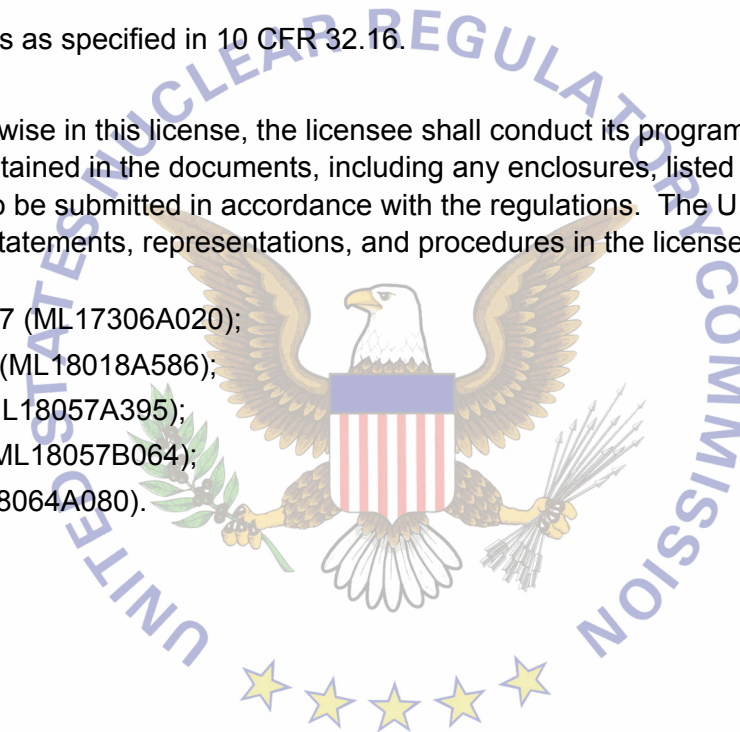 s as specified in 10 CFR 32.16.
wise in this license, the licensee shall conduct its program
tained in the documents, including any enclosures, listed
o be submitted in accordance with the regulations.  The U
tatements, representations, and procedures in the license
7 (ML17306A020);
(ML18018A586);
L18057A395);
ML18057B064);
8064A080).
UNITED STATES NUCLEAR REGULATORY COMMISSION